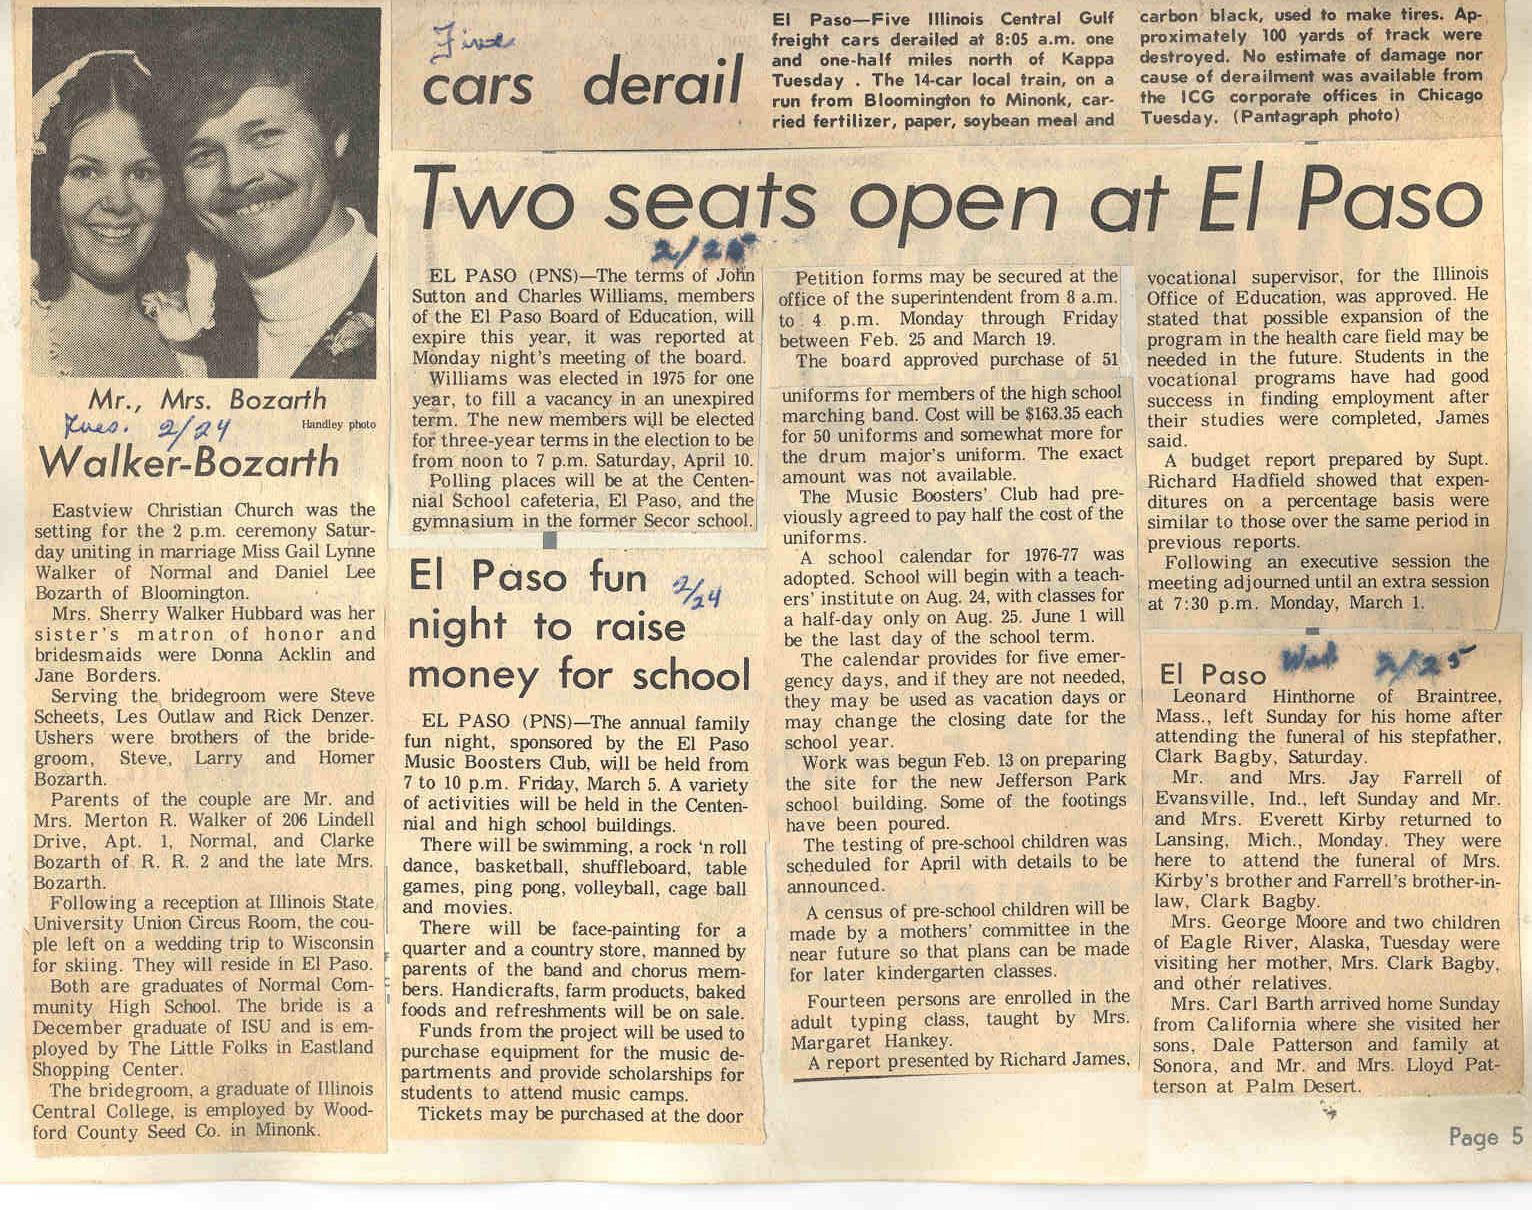 Mr., Mrs. Bozarth
Tues. 2/24
Handley photo
Walker-Bozarth
Eastview Christian Church was the
setting for the 2 p.m. ceremony Satur-
day uniting in marriage Miss Gail Lynne
Walker of Normal and Daniel Lee
Bozarth of Bloomington.
Mrs. Sherry Walker Hubbard was her
sister's matron of honor and
bridesmaids were Donna Acklin and
Jane Borders.
Serving the bridegroom were Steve
Scheets, Les Outlaw and Rick Denzer.
Ushers were brothers of the bride-
groom, Steve, Larry and Homer
Bozarth.
Parents of the couple are Mr. and
Mrs. Merton R. Walker of 206 Lindell
Drive, Apt. 1, Normal, and Clarke
Bozarth of R. R. 2 and the late Mrs.
Bozarth.
Following a reception at Illinois State
University Union Circus Room, the cou-
ple left on a wedding trip to Wisconsin
for skiing. They will reside in El Paso.
Both are graduates of Normal Com-
munity High School. The bride is a
December graduate of ISU and is em-
ployed by The Little Folks in Eastland
Shopping Center.
The bridegroom, a graduate of Illinois
Central College, is employed by Wood-
ford County Seed Co. in Minonk.
Five
cars derail
El Paso—Five Illinois Central Gulf
freight cars derailed at 8:05 a.m. one
and one-half miles north of Kappa
Tuesday . The 14-car local train, on a
run from Bloomington to Minonk, car-
ried fertilizer, paper, soybean meal and
carbon black, used to make tires. Ap-
proximately 100 yards of track were
destroyed. No estimate of damage nor
cause of derailment was available from
the ICG corporate offices in Chicago
Tuesday. (Pantagraph photo)
Two seats open at El Paso
2/25
EL PASO (PNS)—The terms of John
Sutton and Charles Williams, members
of the El Paso Board of Education, will
expire this year, it was reported at
Monday night's meeting of the board.
Williams was elected in 1975 for one
year, to fill a vacancy in an unexpired
term. The new members will be elected
for three-year terms in the election to be
from noon to 7 p.m. Saturday, April 10.
Polling places will be at the Centen-
nial School cafeteria, El Paso, and the
gymnasium in the former Secor school.
Petition forms may be secured at the
office of the superintendent from 8 a.m.
to 4 p.m. Monday through Friday
between Feb. 25 and March 19.
The board approved purchase of 51
uniforms for members of the high school
marching band. Cost will be $163.35 each
for 50 uniforms and somewhat more for
the drum major's uniform. The exact
amount was not available.
The Music Boosters' Club had pre-
viously agreed to pay half the cost of the
uniforms.
A school calendar for 1976-77 was
adopted. School will begin with a teach-
ers' institute on Aug. 24, with classes for
a half-day only on Aug. 25. June 1 will
be the last day of the school term.
The calendar provides for five emer-
gency days, and if they are not needed,
they may be used as vacation days or
may change the closing date for the
school year.
Work was begun Feb. 13 on preparing
the site for the new Jefferson Park
school building. Some of the footings
have been poured.
The testing of pre-school children was
scheduled for April with details to be
announced.
A census of pre-school children will be
made by a mothers' committee in the
near future so that plans can be made
for later kindergarten classes.
Fourteen persons are enrolled in the
adult typing class, taught by Mrs.
Margaret Hankey.
A report presented by Richard James,
vocational supervisor, for the Illinois
Office of Education, was approved. He
stated that possible expansion of the
program in the health care field may be
needed in the future. Students in the
vocational programs have had good
success in finding employment after
their studies were completed, James
said.
A budget report prepared by Supt.
Richard Hadfield showed that expen-
ditures on a percentage basis were
similar to those over the same period in
previous reports.
Following an executive session the
meeting adjourned until an extra session
at 7:30 p.m. Monday, March 1.
El Paso fun
2/24
night to raise
money for school
EL PASO (PNS)—The annual family
fun night, sponsored by the El Paso
Music Boosters Club, will be held from
7 to 10 p.m. Friday, March 5. A variety
of activities will be held in the Centen-
nial and high school buildings.
There will be swimming, a rock 'n roll
dance, basketball, shuffleboard, table
games, ping pong, volleyball, cage ball
and movies.
There will be face-painting for a
quarter and a country store, manned by
parents of the band and chorus mem-
bers. Handicrafts, farm products, baked
foods and refreshments will be on sale.
Funds from the project will be used to
purchase equipment for the music de-
partments and provide scholarships for
students to attend music camps.
Tickets may be purchased at the door
El Paso
Wed 2/25
Leonard Hinthorne of Braintree,
Mass., left Sunday for his home after
attending the funeral of his stepfather,
Clark Bagby, Saturday.
Mr. and Mrs. Jay Farrell of
Evansville, Ind., left Sunday and Mr.
and Mrs. Everett Kirby returned to
Lansing, Mich., Monday. They were
here to attend the funeral of Mrs.
Kirby's brother and Farrell's brother-in-
law, Clark Bagby.
Mrs. George Moore and two children
of Eagle River, Alaska, Tuesday were
visiting her mother, Mrs. Clark Bagby,
and other relatives.
Mrs. Carl Barth arrived home Sunday
from California where she visited her
sons, Dale Patterson and family at
Sonora, and Mr. and Mrs. Lloyd Pat-
terson at Palm Desert.
Page 5